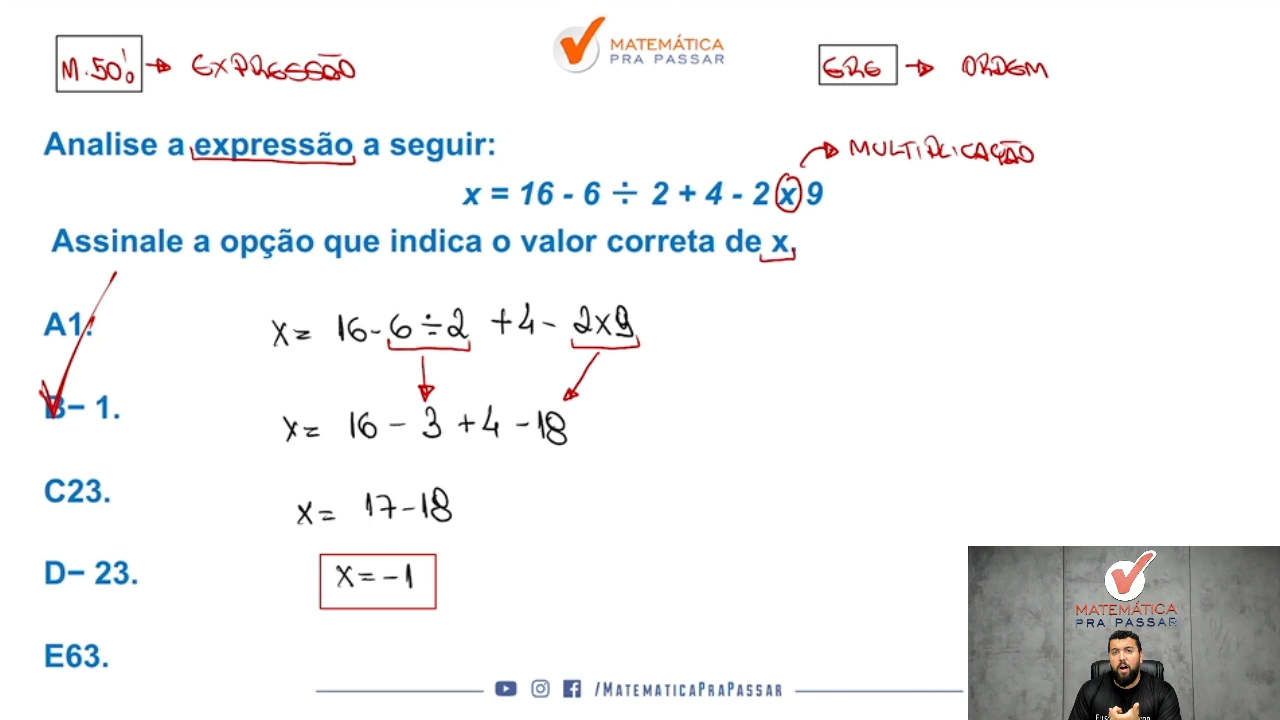 MATEMÁTICA
PRA PASSAR
M.50% → EXPRESSÃO
ERE → ORDEM
Analise a expressão a seguir:
→ MULTIPLICAÇÃO
x = 16 - 6 ÷ 2 + 4 - 2 x 9
Assinale a opção que indica o valor correta de x.
A1.
x = 16 - 6 ÷ 2 + 4 - 2x9
B− 1.
x = 16 - 3 + 4 - 18
C23.
x = 17 - 18
D− 23.
x = -1
MATEMÁTICA
PRA PASSAR
E63.
/MATEMATICAPRAPASSAR